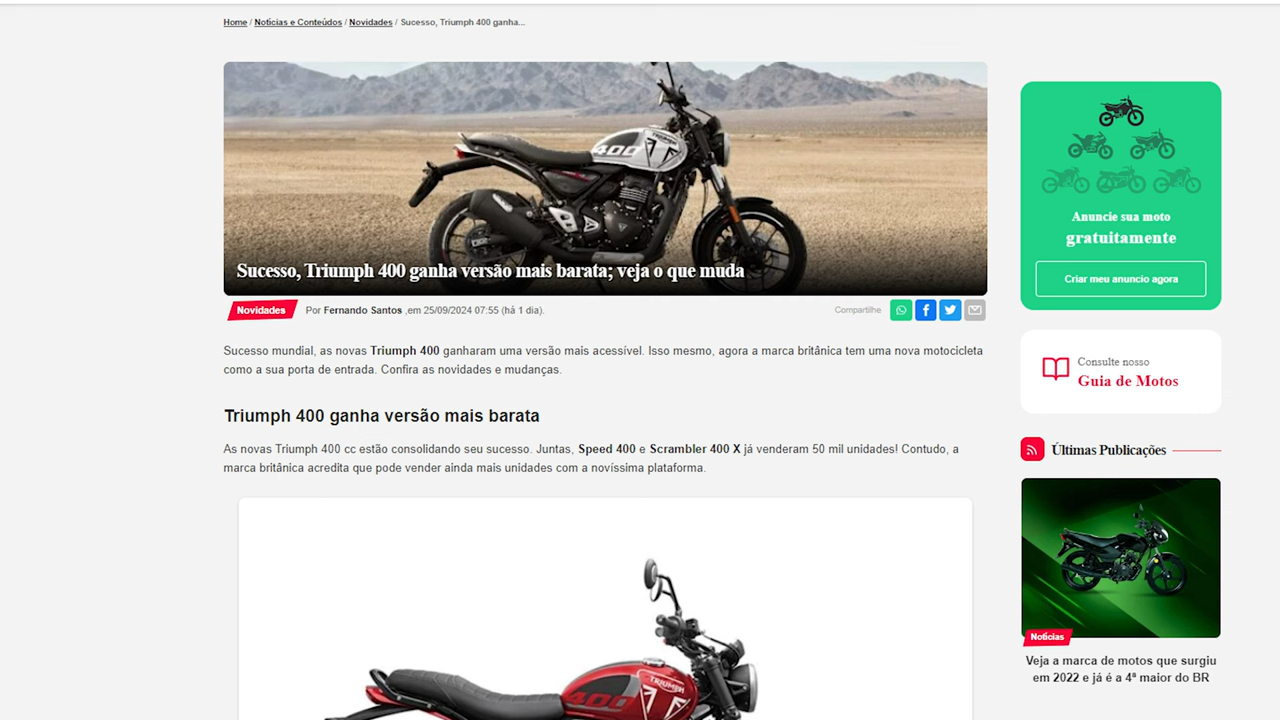 Home / Notícias e Conteúdos / Novidades / Sucesso, Triumph 400 ganha...
400
TRIUMPH
Sucesso, Triumph 400 ganha versão mais barata; veja o que muda
Novidades
Por Fernando Santos ,em 25/09/2024 07:55 (há 1 dia).
Compartilhe
Sucesso mundial, as novas Triumph 400 ganharam uma versão mais acessível. Isso mesmo, agora a marca britânica tem uma nova motocicleta
como a sua porta de entrada. Confira as novidades e mudanças.
Triumph 400 ganha versão mais barata
As novas Triumph 400 cc estão consolidando seu sucesso. Juntas, Speed 400 e Scrambler 400 X já venderam 50 mil unidades! Contudo, a
marca britânica acredita que pode vender ainda mais unidades com a novíssima plataforma.
TRIUMPH
400
Anuncie sua moto
gratuitamente
Criar meu anuncio agora
Consulte nosso
Guia de Motos
Últimas Publicações
Notícias
Veja a marca de motos que surgiu
em 2022 e já é a 4ª maior do BR